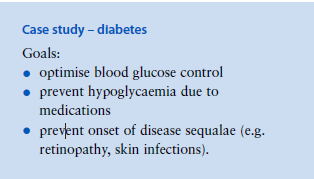 Case study – diabetes
Goals:
● optimise blood glucose control
● prevent hypoglycaemia due to
medications
● prevent onset of disease sequalae (e.g.
retinopathy, skin infections).